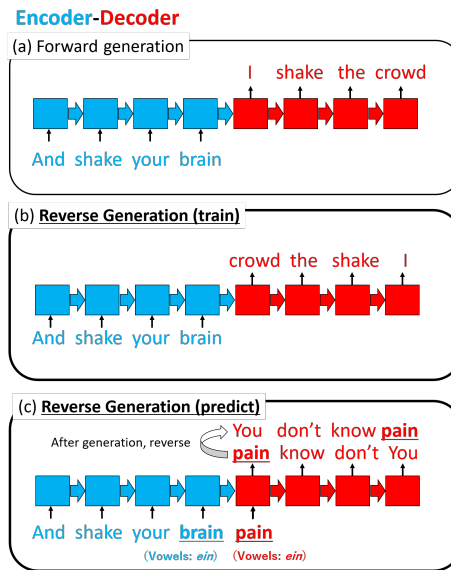 Encoder-Decoder
(a) Forward generation
I shake the crowd
And shake your brain
(b) Reverse Generation (train)
crowd the shake I
And shake your brain
(c) Reverse Generation (predict)
You don't know pain
After generation, reverse
pain know don't You
And shake your brain pain
(Vowels: ein) (Vowels: ein)